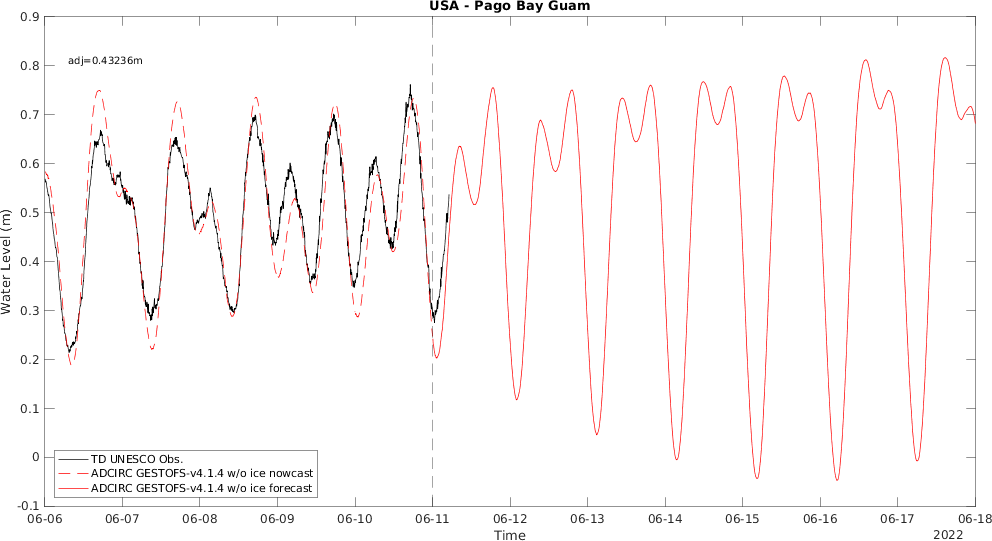 USA - Pago Bay Guam
0.9
0.8
0.7
0.6
0.5
0.4
0.3
0.2
0.1
0
-0.1
Water Level (m)
adj=0.43236m
TD UNESCO Obs.
ADCIRC GESTOFS-v4.1.4 w/o ice nowcast
ADCIRC GESTOFS-v4.1.4 w/o ice forecast
06-06 06-07 06-08 06-09 06-10 06-11 06-12 06-13 06-14 06-15 06-16 06-17 06-18
Time
2022